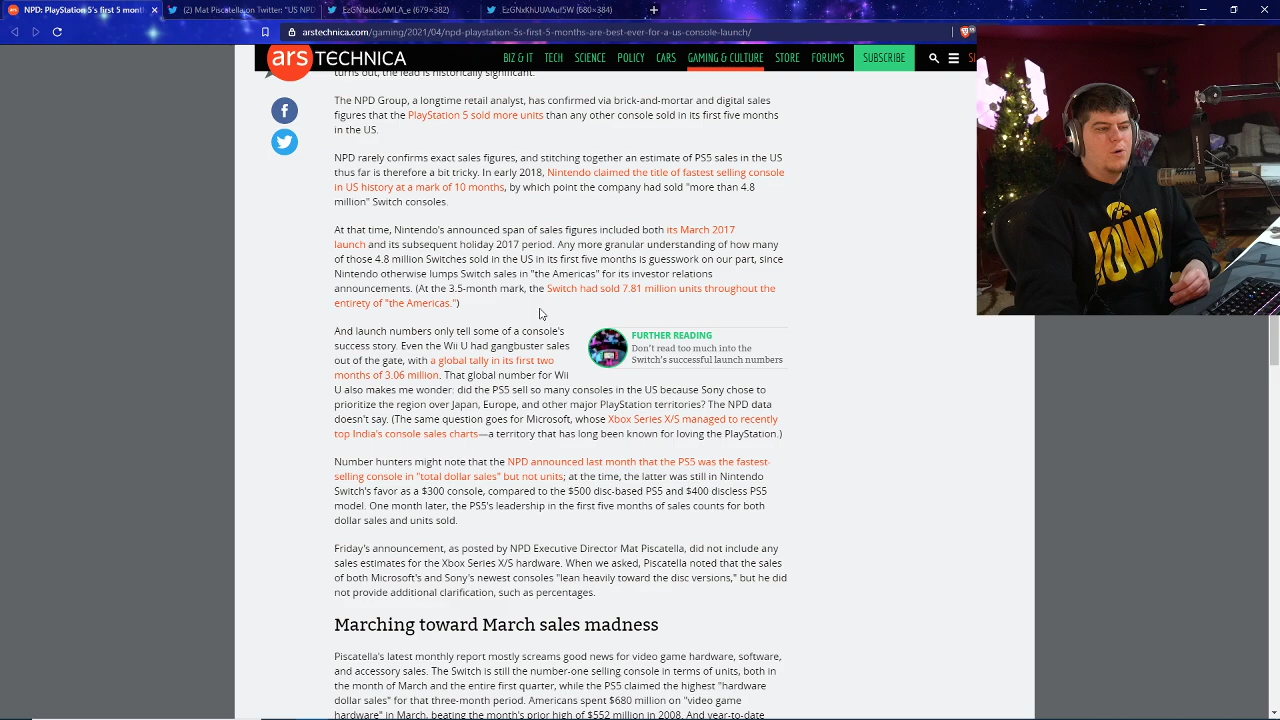 NPD: PlayStation 5's first 5 mont
(2) Mat Piscatella on Twitter: "US NPD
EzGNtakUcAMLA_e (679×382)
EzGNxKhUUAAuf5W (680×384)
arstechnica.com/gaming/2021/04/npd-playstation-5s-first-5-months-are-best-ever-for-a-us-console-launch/
ars TECHNICA
BIZ & IT TECH SCIENCE POLICY CARS GAMING & CULTURE STORE FORUMS SUBSCRIBE
turns out, the lead is historically significant.
The NPD Group, a longtime retail analyst, has confirmed via brick-and-mortar and digital sales
figures that the PlayStation 5 sold more units than any other console sold in its first five months
in the US.
NPD rarely confirms exact sales figures, and stitching together an estimate of PS5 sales in the US
thus far is therefore a bit tricky. In early 2018, Nintendo claimed the title of fastest selling console
in US history at a mark of 10 months, by which point the company had sold "more than 4.8
million" Switch consoles.
At that time, Nintendo's announced span of sales figures included both its March 2017
launch and its subsequent holiday 2017 period. Any more granular understanding of how many
of those 4.8 million Switches sold in the US in its first five months is guesswork on our part, since
Nintendo otherwise lumps Switch sales in "the Americas" for its investor relations
announcements. (At the 3.5-month mark, the Switch had sold 7.81 million units throughout the
entirety of "the Americas.")
And launch numbers only tell some of a console's
success story. Even the Wii U had gangbuster sales
out of the gate, with a global tally in its first two
months of 3.06 million. That global number for Wii
FURTHER READING
Don't read too much into the
Switch's successful launch numbers
U also makes me wonder: did the PS5 sell so many consoles in the US because Sony chose to
prioritize the region over Japan, Europe, and other major PlayStation territories? The NPD data
doesn't say. (The same question goes for Microsoft, whose Xbox Series X/S managed to recently
top India's console sales charts—a territory that has long been known for loving the PlayStation.)
Number hunters might note that the NPD announced last month that the PS5 was the fastest-
selling console in "total dollar sales" but not units; at the time, the latter was still in Nintendo
Switch's favor as a $300 console, compared to the $500 disc-based PS5 and $400 discless PS5
model. One month later, the PS5's leadership in the first five months of sales counts for both
dollar sales and units sold.
Friday's announcement, as posted by NPD Executive Director Mat Piscatella, did not include any
sales estimates for the Xbox Series X/S hardware. When we asked, Piscatella noted that the sales
of both Microsoft's and Sony's newest consoles "lean heavily toward the disc versions," but he did
not provide additional clarification, such as percentages.
Marching toward March sales madness
Piscatella's latest monthly report mostly screams good news for video game hardware, software,
and accessory sales. The Switch is still the number-one selling console in terms of units, both in
the month of March and the entire first quarter, while the PS5 claimed the highest "hardware
dollar sales" for that three-month period. Americans spent $680 million on "video game
hardware" in March, beating the month's prior high of $552 million in 2008. And year-to-date
IOWA